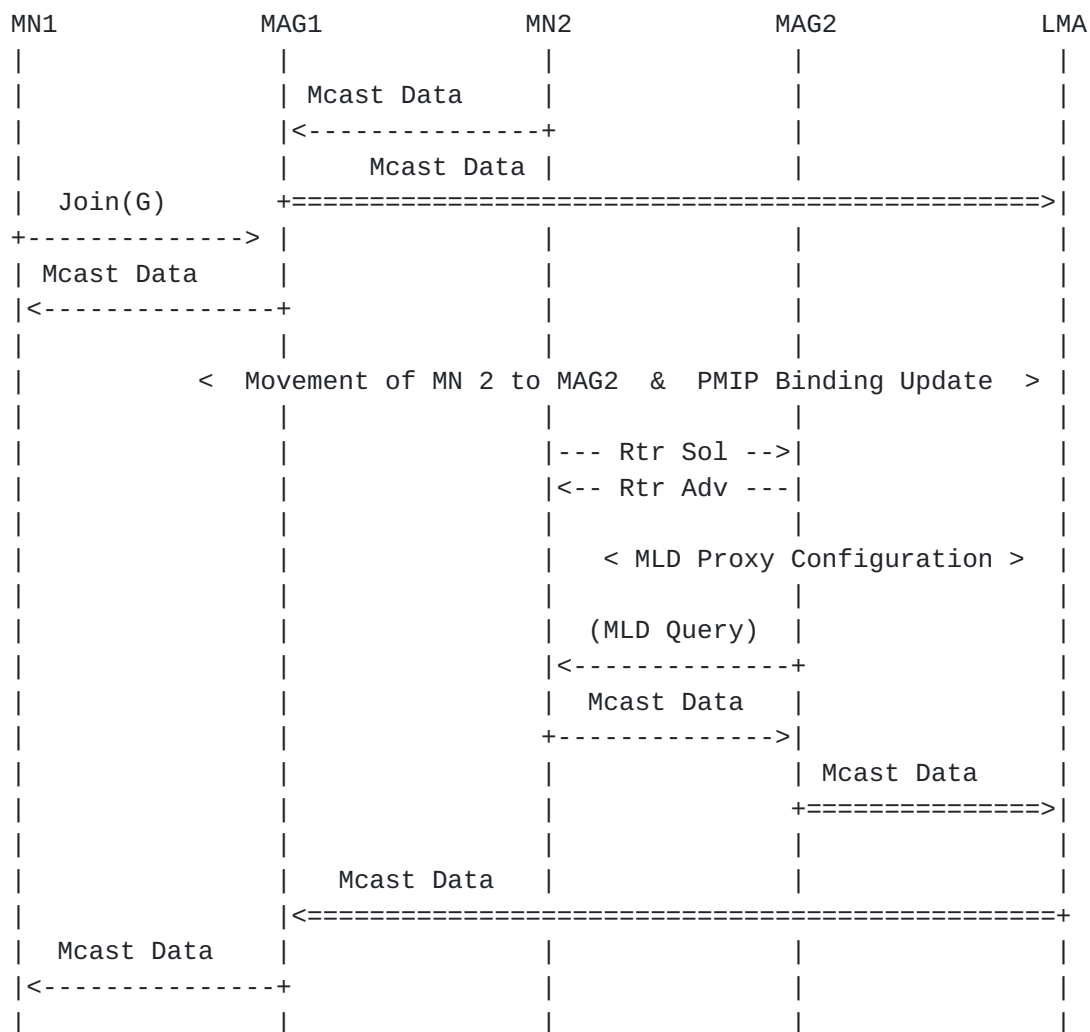 MN1 MAG1 MN2 MAG2 LMA
Mcast Data
Mcast Data
Join(G)
Mcast Data
< Movement of MN 2 to MAG2 & PMIP Binding Update >
--- Rtr Sol -->
<-- Rtr Adv ---
< MLD Proxy Configuration >
(MLD Query)
Mcast Data
Mcast Data
Mcast Data
Mcast Data